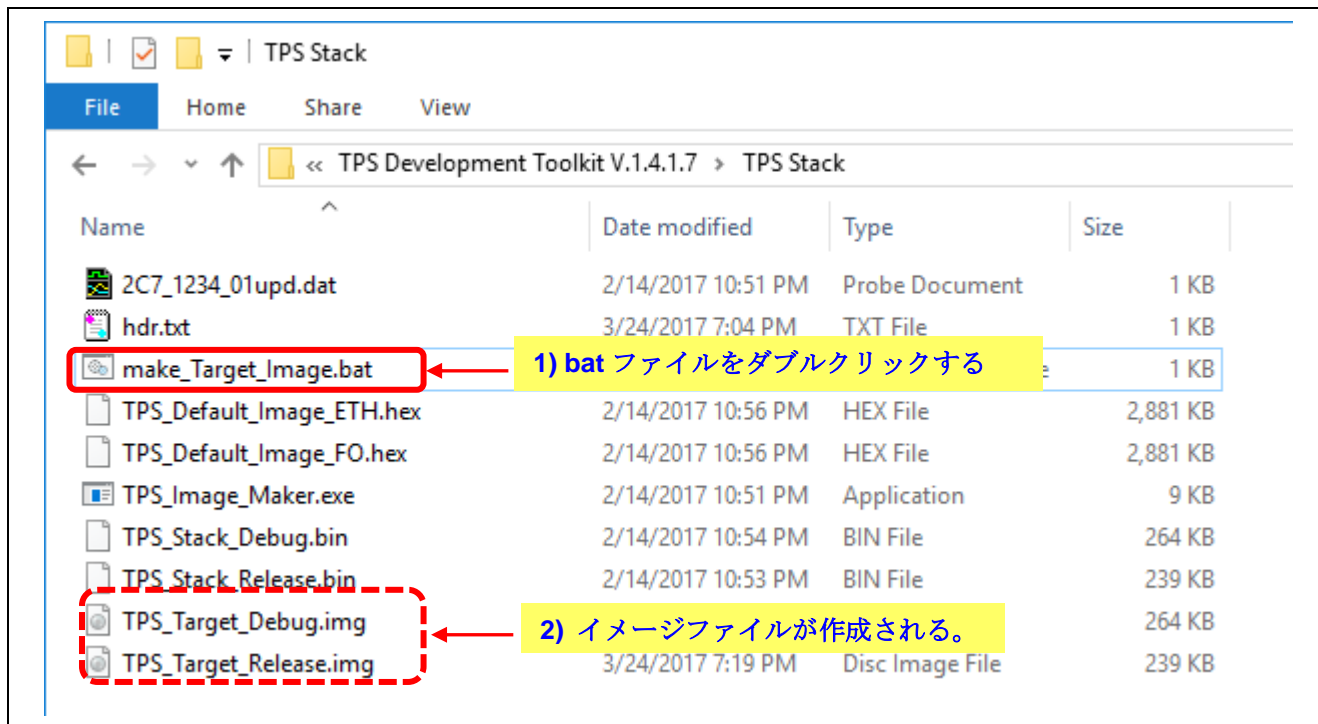 TPS Stack
File Home Share View
« TPS Development Toolkit V.1.4.1.7 > TPS Stack
Name Date modified Type Size
2C7_1234_01upd.dat 2/14/2017 10:51 PM Probe Document 1 KB
hdr.txt 3/24/2017 7:04 PM TXT File 1 KB
make_Target_Image.bat 1) bat ファイルをダブルクリックする 1 KB
TPS_Default_Image_ETH.hex 2/14/2017 10:56 PM HEX File 2,881 KB
TPS_Default_Image_FO.hex 2/14/2017 10:56 PM HEX File 2,881 KB
TPS_Image_Maker.exe 2/14/2017 10:51 PM Application 9 KB
TPS_Stack_Debug.bin 2/14/2017 10:54 PM BIN File 264 KB
TPS_Stack_Release.bin 2/14/2017 10:53 PM BIN File 239 KB
TPS_Target_Debug.img 2) イメージファイルが作成される。 264 KB
TPS_Target_Release.img 3/24/2017 7:19 PM Disc Image File 239 KB